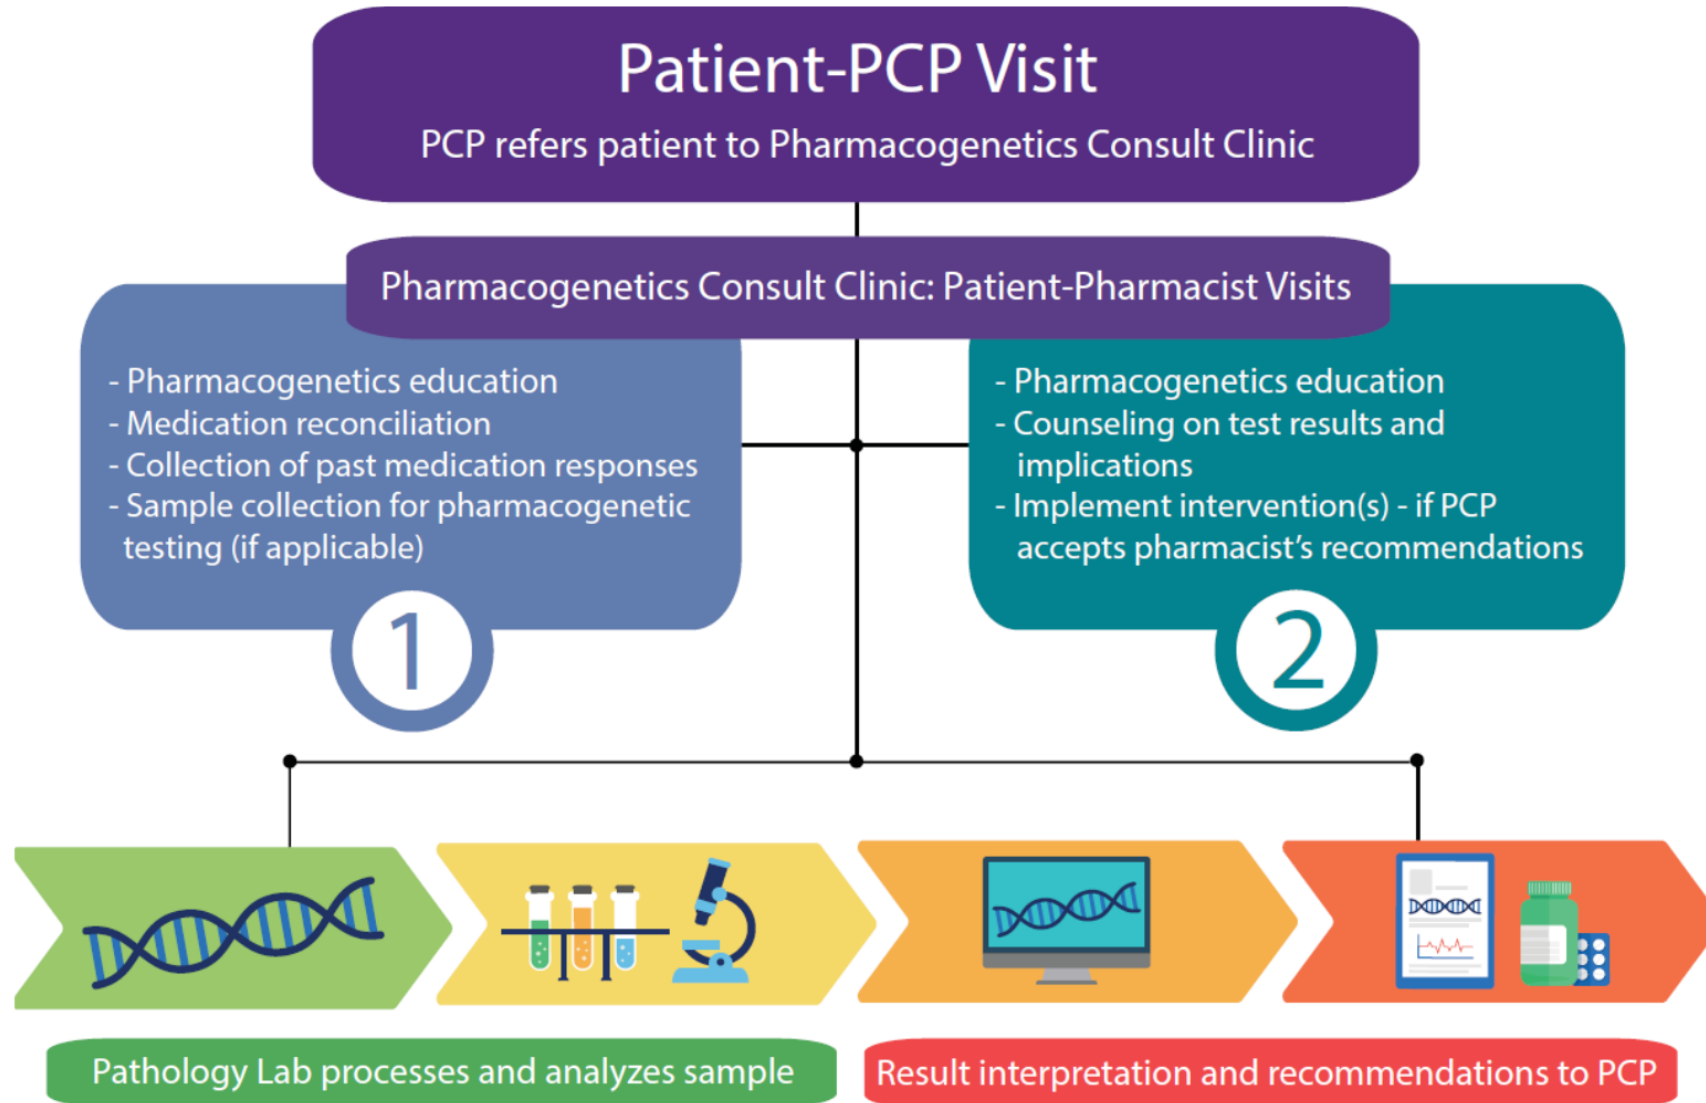 Patient-PCP Visit
PCP refers patient to Pharmacogenetics Consult Clinic
Pharmacogenetics Consult Clinic: Patient-Pharmacist Visits
- Pharmacogenetics education
- Medication reconciliation
- Collection of past medication responses
- Sample collection for pharmacogenetic
testing (if applicable)
1
- Pharmacogenetics education
- Counseling on test results and
implications
- Implement intervention(s) - if PCP
accepts pharmacist's recommendations
2
Pathology Lab processes and analyzes sample
Result interpretation and recommendations to PCP